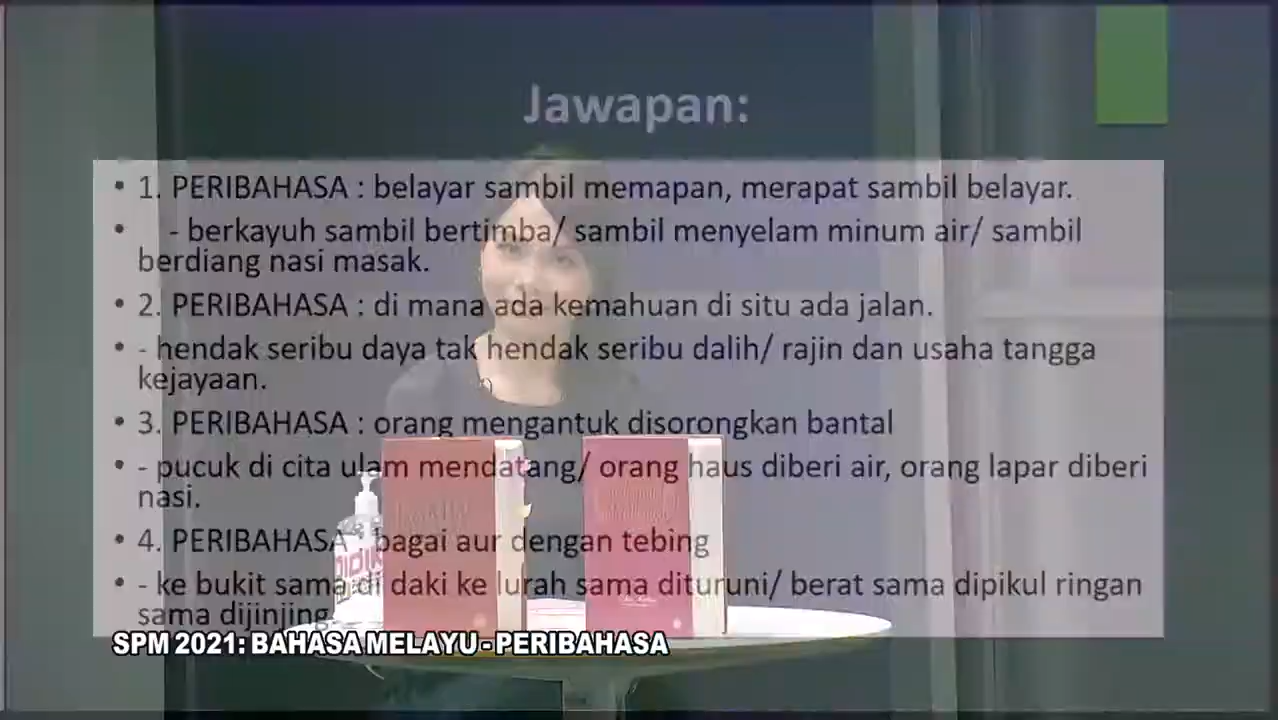 Jawapan:
• 1. PERIBAHASA : belayar sambil memapan, merapat sambil belayar.
• - berkayuh sambil bertimba/ sambil menyelam minum air/ sambil
berdiang nasi masak.
• 2. PERIBAHASA : di mana ada kemahuan di situ ada jalan.
• - hendak seribu daya tak hendak seribu dalih/ rajin dan usaha tangga
kejayaan.
• 3. PERIBAHASA : orang mengantuk disorongkan bantal
• - pucuk di cita ulam mendatang/ orang haus diberi air, orang lapar diberi
nasi.
• 4. PERIBAHASA : bagai aur dengan tebing
• - ke bukit sama di daki ke lurah sama dituruni/ berat sama dipikul ringan
sama dijinjing.
SPM 2021: BAHASA MELAYU - PERIBAHASA